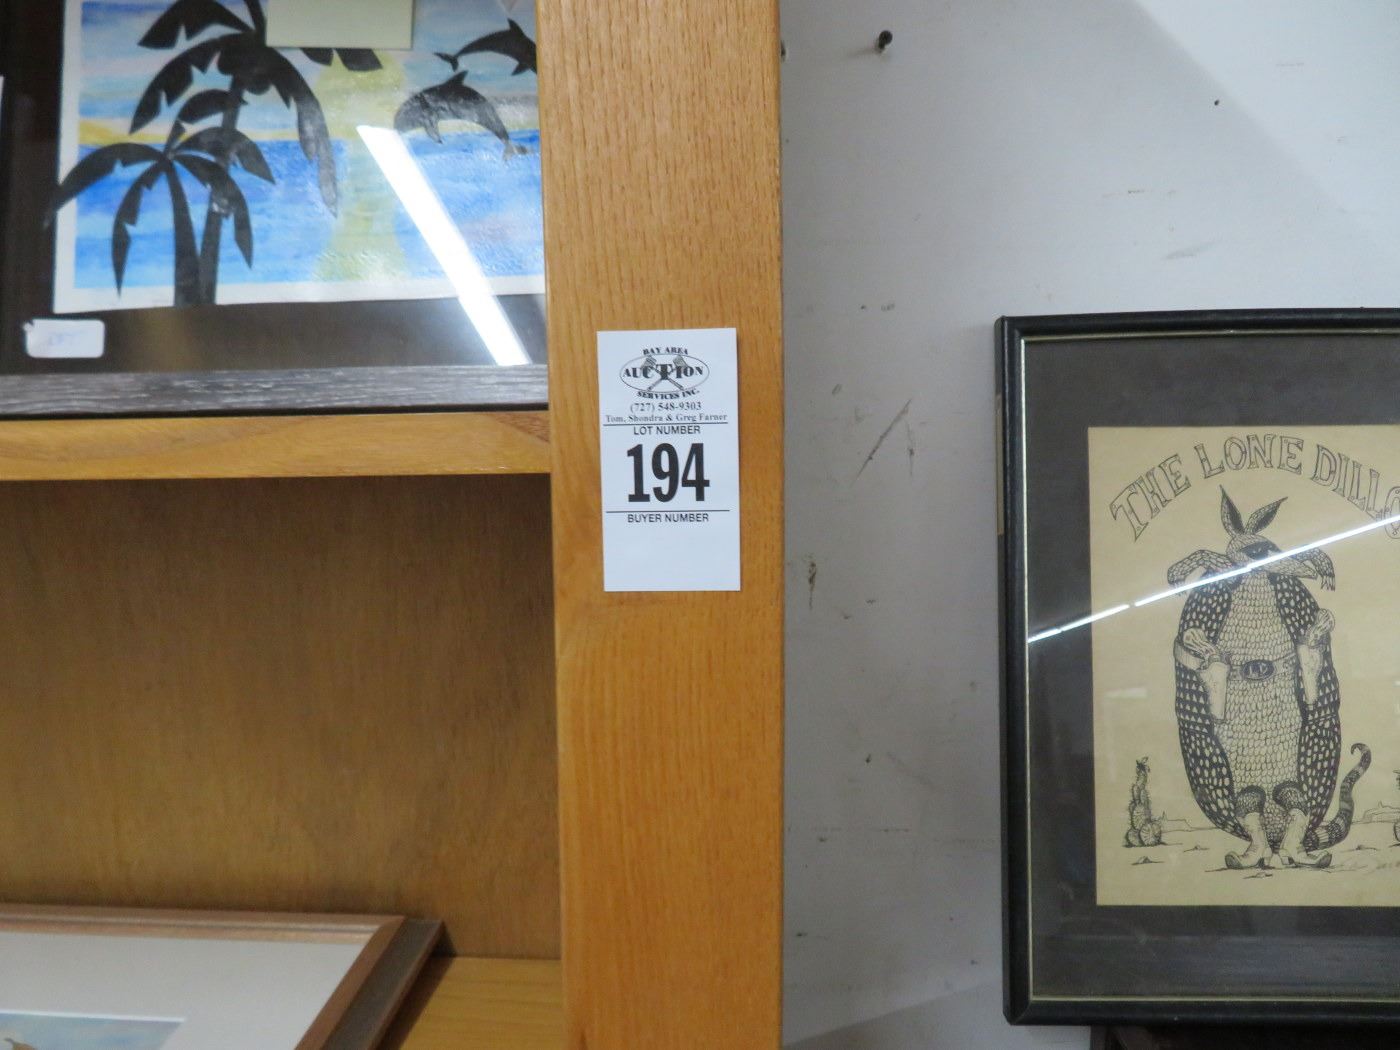 BAY AREA
AUCTION
SERVICES INC.
(727) 548-9303
Tom, Shondra & Greg Farner
LOT NUMBER
194
BUYER NUMBER
THE LONE DILLO